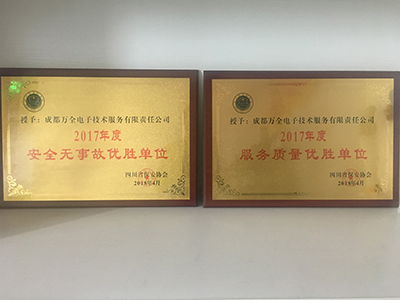 授予：成都万全电子技术服务有限责任公司
2017年度
安全无事故优胜单位
四川省保安协会
2018年4月
授予：成都万全电子技术服务有限责任公司
2017年度
服务质量优胜单位
四川省保安协会
2018年4月